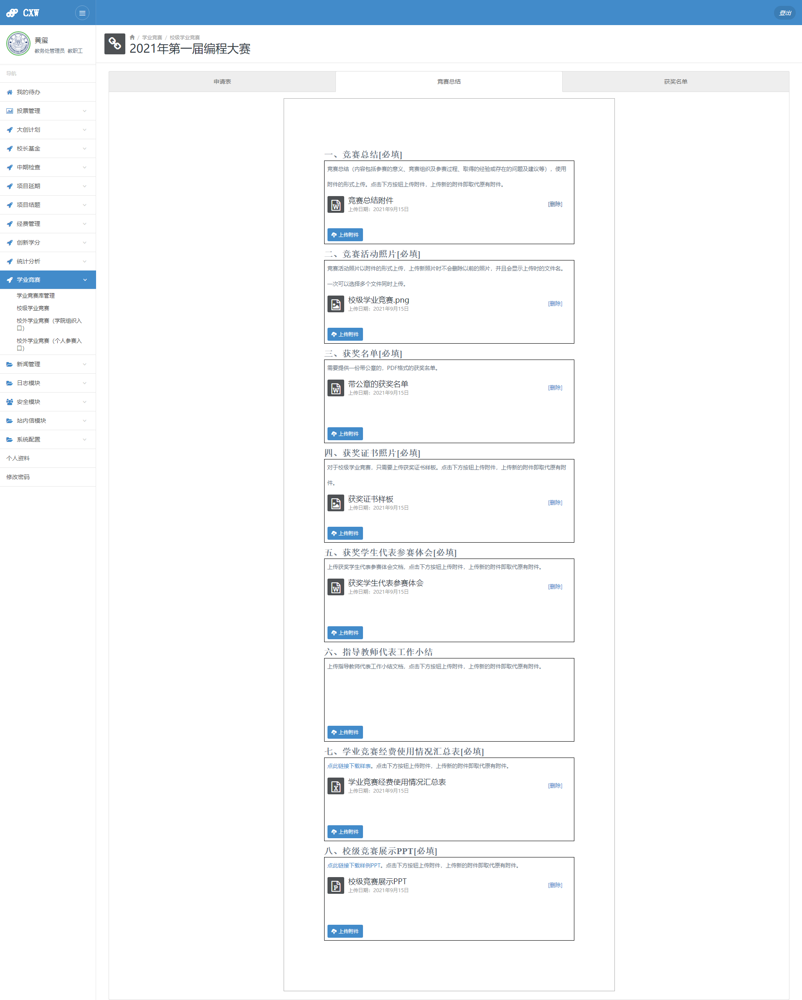 CXW
登出
黄玺
教务处管理员 教职工
导航
我的待办
投票管理
大创计划
校长基金
中期检查
项目延期
项目结题
经费管理
创新学分
统计分析
学业竞赛
学业竞赛库管理
校级学业竞赛
校外学业竞赛（学院组织入
口）
校外学业竞赛（个人参赛入
口）
新闻管理
日志模块
安全模块
站内信模块
系统配置
个人资料
修改密码
/ 学业竞赛 / 校级学业竞赛
2021年第一届编程大赛
申请表
竞赛总结
获奖名单
一、竞赛总结[必填]
竞赛总结（内容包括参赛的意义、竞赛组织及参赛过程、取得的经验或存在的问题及建议等），使用
附件的形式上传。点击下方按钮上传附件，上传新的附件即取代原有附件。
竞赛总结附件
上传日期：2021年9月15日
[删除]
上传附件
二、竞赛活动照片[必填]
竞赛活动照片以附件的形式上传，上传新照片时不会删除以前的照片，并且会显示上传时的文件名。
一次可以选择多个文件同时上传。
校级学业竞赛.png
上传日期：2021年9月15日
[删除]
上传附件
三、获奖名单[必填]
需要提供一份带公章的，PDF格式的获奖名单。
带公章的获奖名单
上传日期：2021年9月15日
[删除]
上传附件
四、获奖证书照片[必填]
对于校级学业竞赛，只需要上传获奖证书样板。点击下方按钮上传附件，上传新的附件即取代原有附
件。
获奖证书样板
上传日期：2021年9月15日
[删除]
上传附件
五、获奖学生代表参赛体会[必填]
上传获奖学生代表参赛体会文档，点击下方按钮上传附件，上传新的附件即取代原有附件。
获奖学生代表参赛体会
上传日期：2021年9月15日
[删除]
上传附件
六、指导教师代表工作小结
上传指导教师代表工作小结文档，点击下方按钮上传附件，上传新的附件即取代原有附件。
上传附件
七、学业竞赛经费使用情况汇总表[必填]
点此链接下载样表。点击下方按钮上传附件，上传新的附件即取代原有附件。
学业竞赛经费使用情况汇总表
上传日期：2021年9月15日
[删除]
上传附件
八、校级竞赛展示PPT[必填]
点此链接下载样例PPT。点击下方按钮上传附件，上传新的附件即取代原有附件。
校级竞赛展示PPT
上传日期：2021年9月15日
[删除]
上传附件